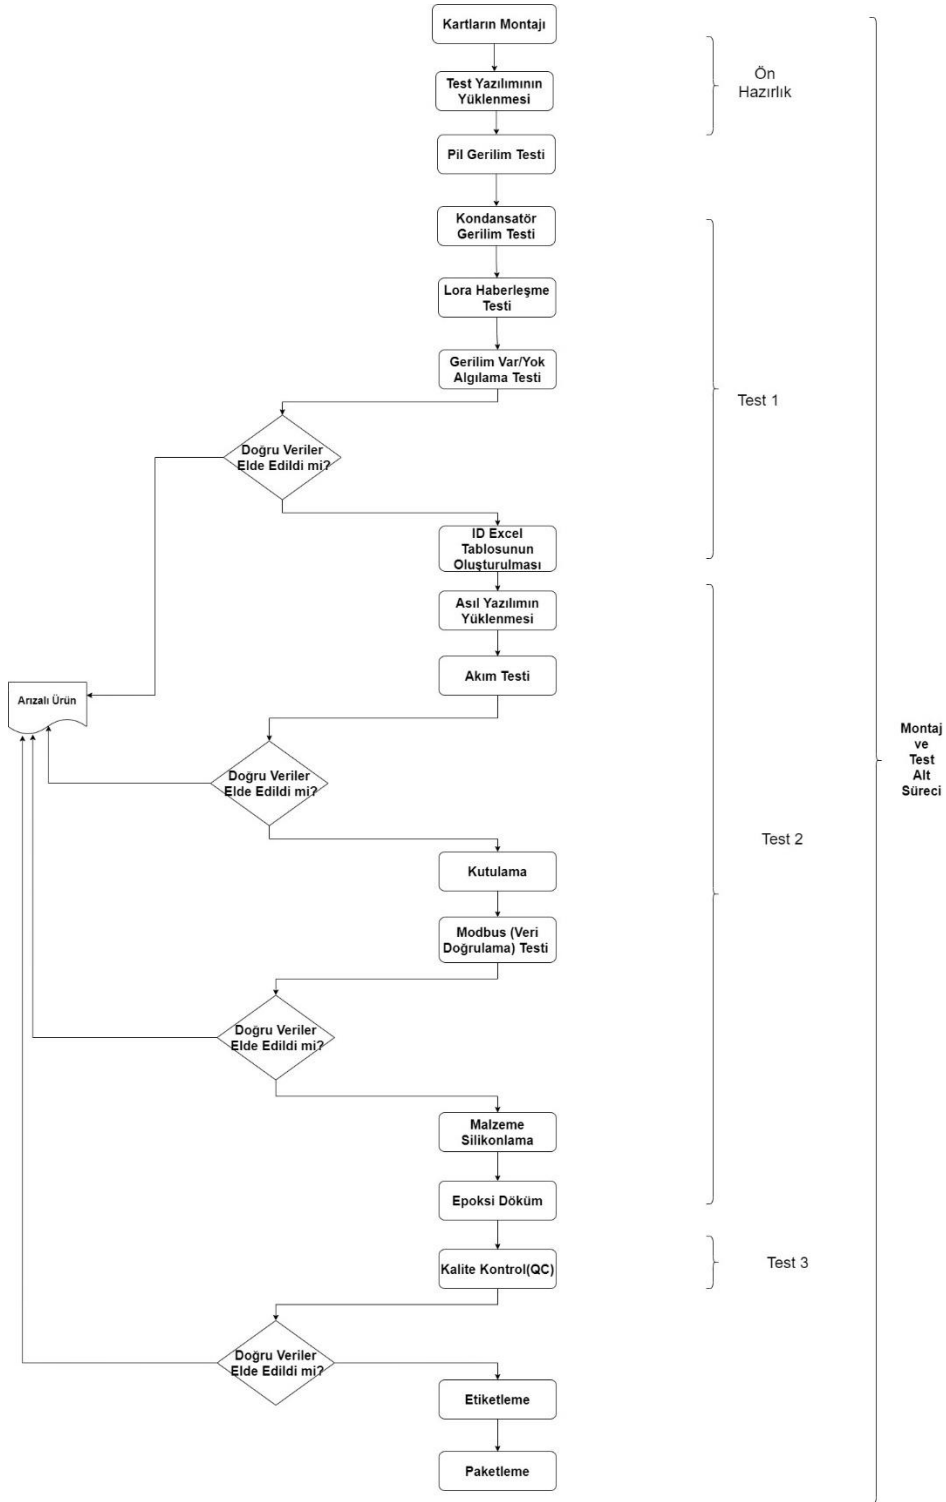 Kartların Montajı
Ön
Hazırlık
Test Yazılımının
Yüklenmesi
Pil Gerilim Testi
Kondansatör
Gerilim Testi
Lora Haberleşme
Testi
Gerilim Var/Yok
Algılama Testi
Test 1
Doğru Veriler
Elde Edildi mi?
ID Excel
Tablosunun
Oluşturulması
Asıl Yazılımın
Yüklenmesi
Akım Testi
Arızalı Ürün
Doğru Veriler
Elde Edildi mi?
Montaj
ve
Test
Alt
Süreci
Test 2
Kutulama
Modbus (Veri
Doğrulama) Testi
Doğru Veriler
Elde Edildi mi?
Malzeme
Silikonlama
Epoksi Döküm
Kalite Kontrol(QC)
Test 3
Doğru Veriler
Elde Edildi mi?
Etiketleme
Paketleme